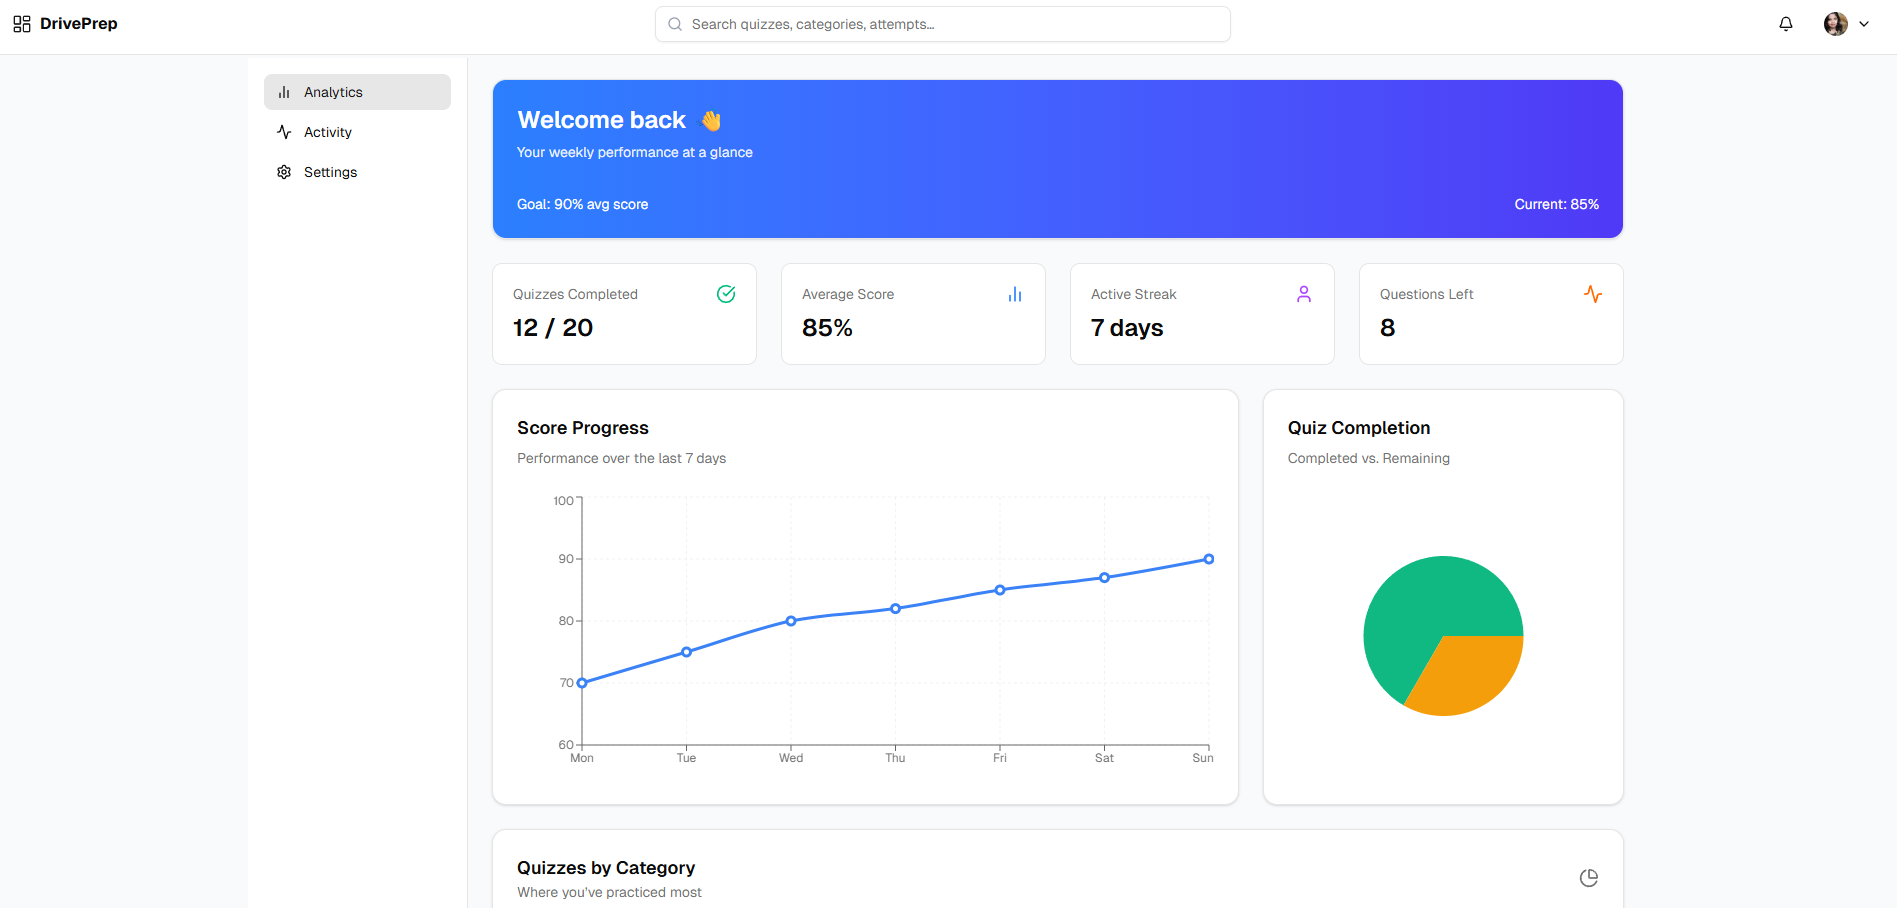 DrivePrep
Search quizzes, categories, attempts...
Analytics
Activity
Settings
Welcome back 👋
Your weekly performance at a glance
Goal: 90% avg score
Current: 85%
Quizzes Completed
12 / 20
Average Score
85%
Active Streak
7 days
Questions Left
8
Score Progress
Performance over the last 7 days
100
90
80
70
60
Mon Tue Wed Thu Fri Sat Sun
Quiz Completion
Completed vs. Remaining
Quizzes by Category
Where you've practiced most